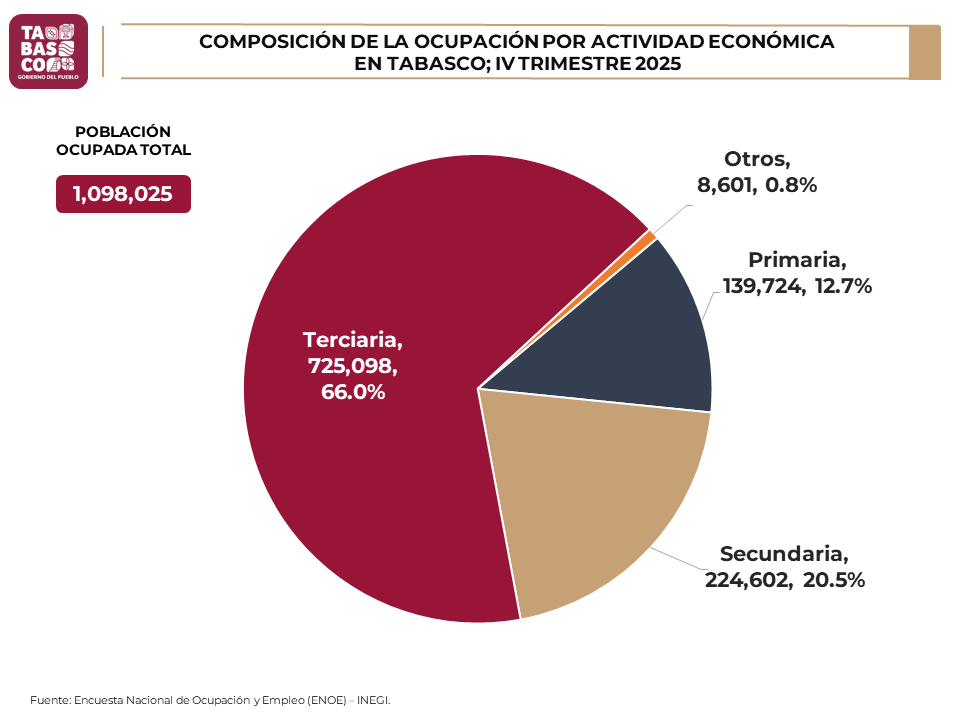 TA
BAS
CO
GOBIERNO DEL PUEBLO
COMPOSICIÓN DE LA OCUPACIÓN POR ACTIVIDAD ECONÓMICA
EN TABASCO; IV TRIMESTRE 2025
POBLACIÓN
OCUPADA TOTAL
1,098,025
Otros,
8,601, 0.8%
Primaria,
139,724, 12.7%
Terciaria,
725,098,
66.0%
Secundaria,
224,602, 20.5%
Fuente: Encuesta Nacional de Ocupación y Empleo (ENOE) – INEGI.